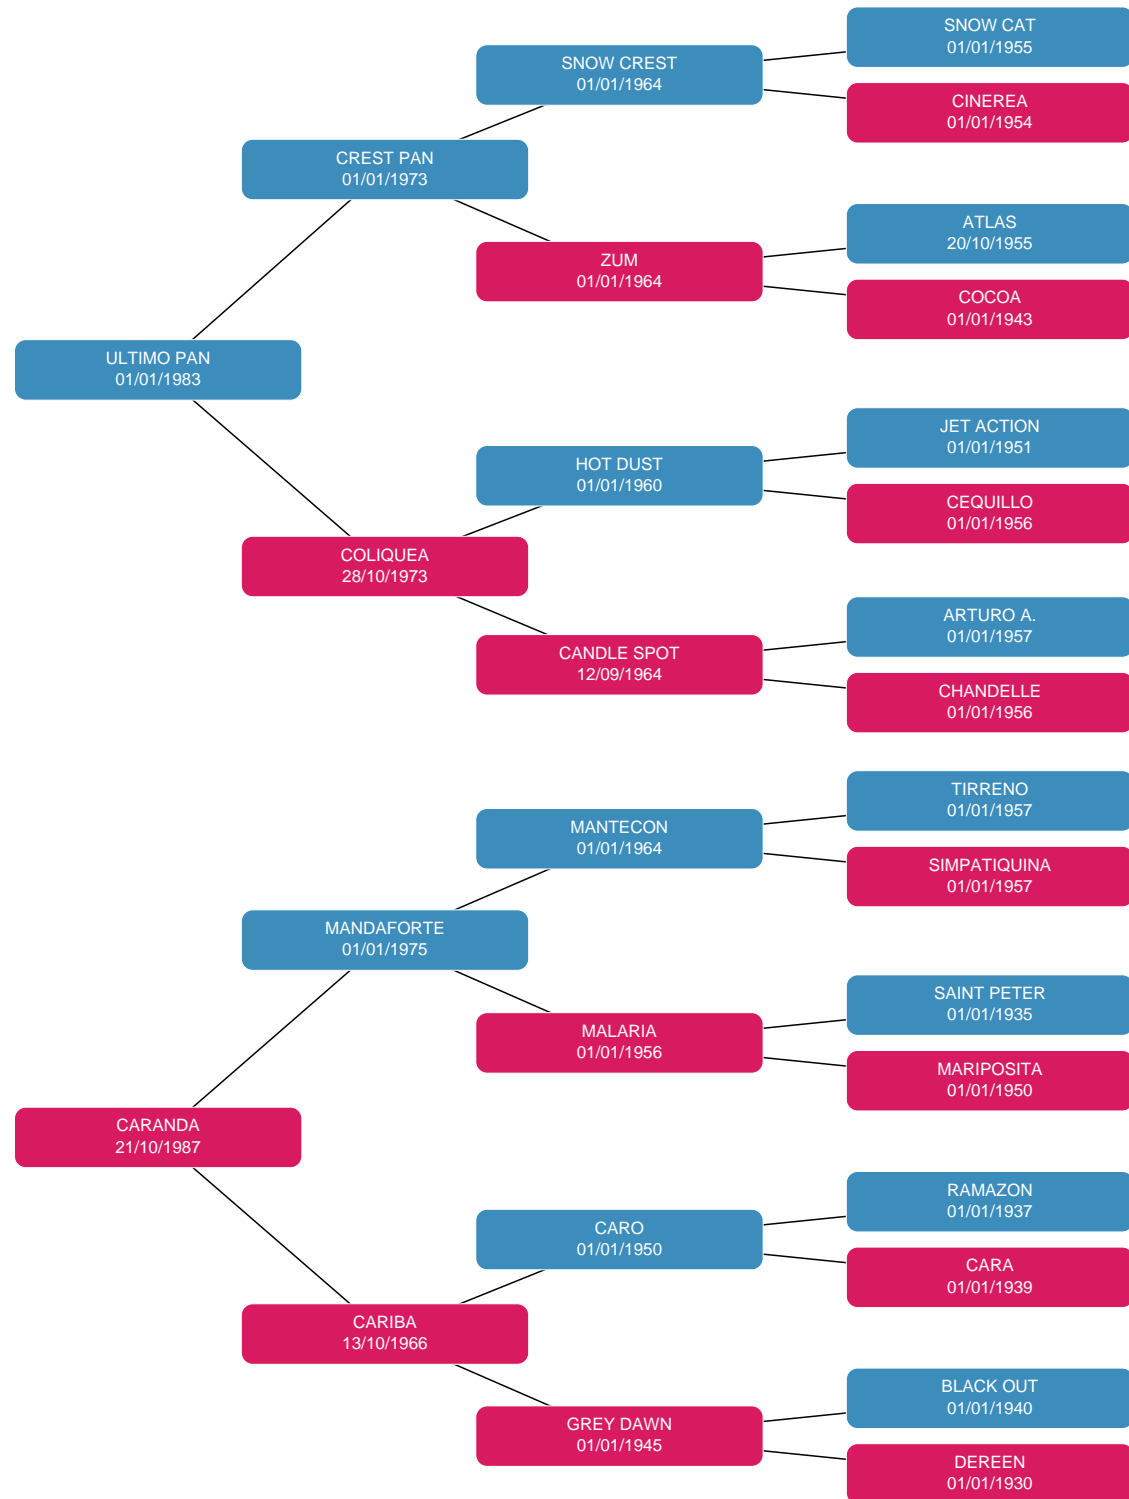 SNOW CAT
01/01/1955
SNOW CREST
01/01/1964
CINEREA
01/01/1954
CREST PAN
01/01/1973
ATLAS
20/10/1955
ZUM
01/01/1964
COCOA
01/01/1943
ULTIMO PAN
01/01/1983
JET ACTION
01/01/1951
HOT DUST
01/01/1960
CEQUILLO
01/01/1956
COLIQUEA
28/10/1973
ARTURO A.
01/01/1957
CANDLE SPOT
12/09/1964
CHANDELLE
01/01/1956
TIRRENO
01/01/1957
MANTECON
01/01/1964
SIMPATIQUINA
01/01/1957
MANDAFORTE
01/01/1975
SAINT PETER
01/01/1935
MALARIA
01/01/1956
MARIPOSITA
01/01/1950
CARANDA
21/10/1987
RAMAZON
01/01/1937
CARO
01/01/1950
CARA
01/01/1939
CARIBA
13/10/1966
BLACK OUT
01/01/1940
GREY DAWN
01/01/1945
DEREEN
01/01/1930